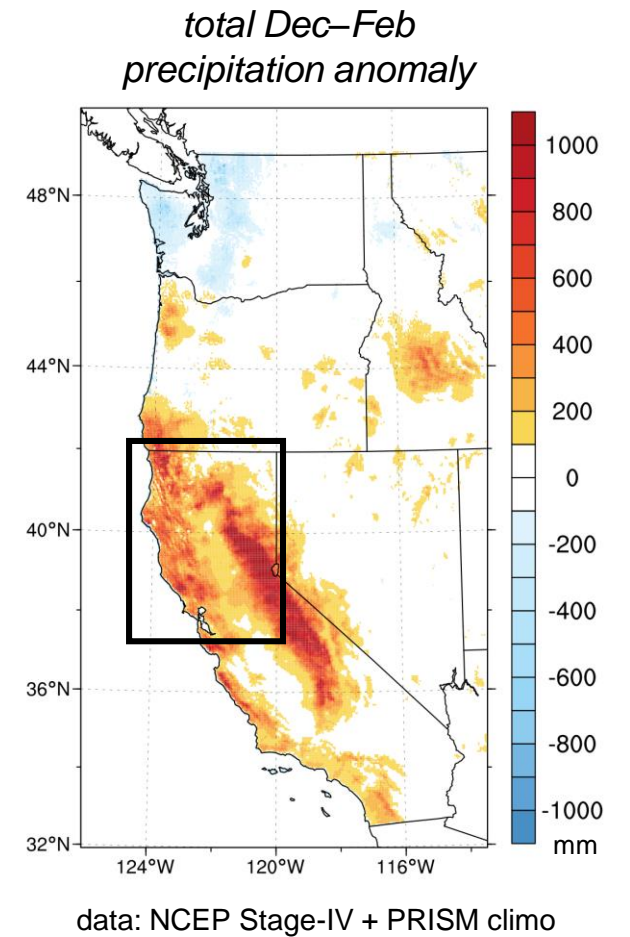 total Dec–Feb
precipitation anomaly
48°N
44°N
40°N
36°N
32°N
124°W
120°W
116°W
1000
800
600
400
200
0
-200
-400
-600
-800
-1000
mm
data: NCEP Stage-IV + PRISM climo